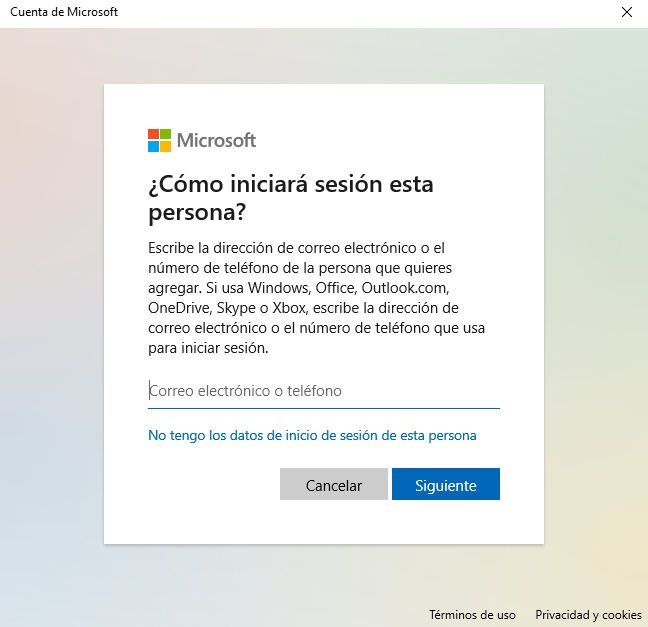 Cuenta de Microsoft
Microsoft
¿Cómo iniciará sesión esta
persona?
Escribe la dirección de correo electrónico o el
número de teléfono de la persona que quieres
agregar. Si usa Windows, Office, Outlook.com,
OneDrive, Skype o Xbox, escribe la dirección de
correo electrónico o el número de teléfono que usa
para iniciar sesión.
Correo electrónico o teléfono
No tengo los datos de inicio de sesión de esta persona
Cancelar Siguiente
Términos de uso Privacidad y cookies